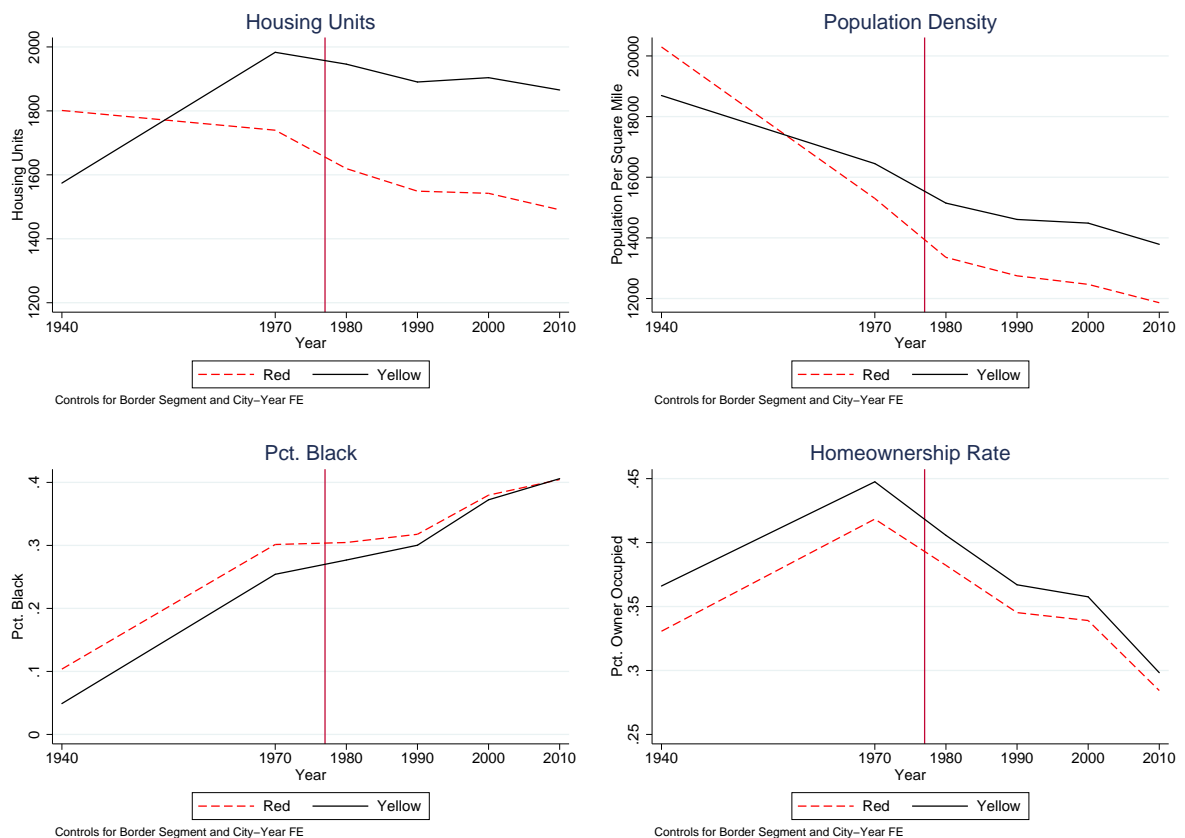 Housing Units
Housing Units
2000
1800
1600
1400
1200
1940 1970 1980 1990 2000 2010
Year
Red Yellow
Controls for Border Segment and City−Year FE
Population Density
Population Per Square Mile
20000
18000
16000
14000
12000
1940 1970 1980 1990 2000 2010
Year
Red Yellow
Controls for Border Segment and City−Year FE
Pct. Black
Pct. Black
.4
.3
.2
.1
0
1940 1970 1980 1990 2000 2010
Year
Red Yellow
Controls for Border Segment and City−Year FE
Homeownership Rate
Pct. Owner Occupied
.45
.4
.35
.3
.25
1940 1970 1980 1990 2000 2010
Year
Red Yellow
Controls for Border Segment and City−Year FE